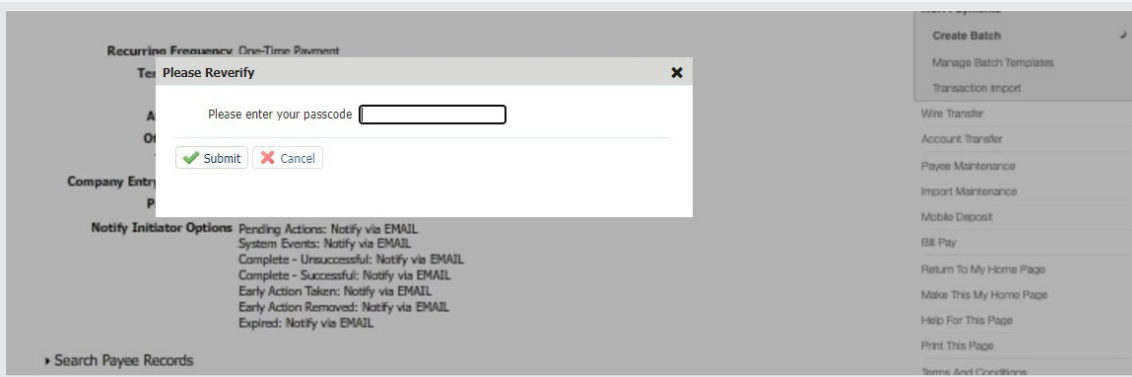 Recurring Frequency One-Time Payment
Please Reverify
Please enter your passcode
Submit Cancel
Company Entry
Notify Initiator Options Pending Actions: Notify via EMAIL
System Events: Notify via EMAIL
Complete - Unsuccessful: Notify via EMAIL
Complete - Successful: Notify via EMAIL
Early Action Taken: Notify via EMAIL
Early Action Removed: Notify via EMAIL
Expired: Notify via EMAIL
Search Payee Records
Create Batch
Manage Batch Templates
Transaction Import
Wire Transfer
Account Transfer
Payee Maintenance
Import Maintenance
Mobile Deposit
Bill Pay
Return To My Home Page
Make This My Home Page
Help For This Page
Print This Page
Terms And Conditions